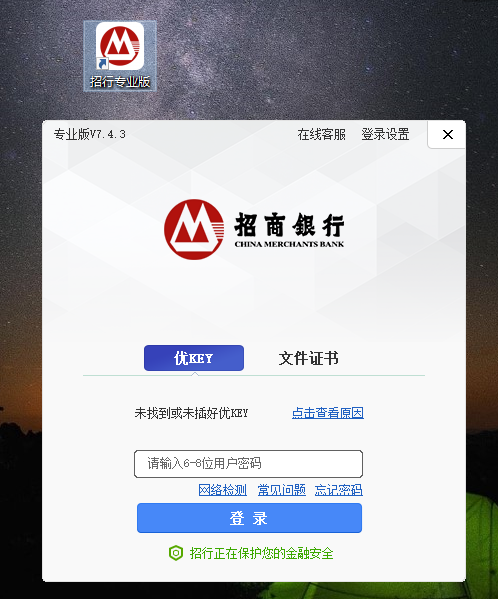 招行专业版
专业版V7.4.3 在线客服 登录设置
招商银行
CHINA MERCHANTS BANK
优KEY 文件证书
未找到或未插好优KEY 点击查看原因
请输入6-8位用户密码
网络检测 常见问题 忘记密码
登 录
招行正在保护您的金融安全